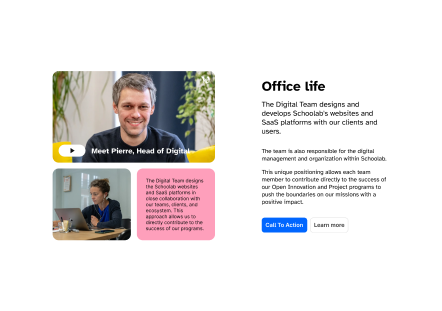 Meet Pierre, Head of Digital
The Digital Team designs
the Schoolab websites
and SaaS platforms in
close collaboration with
our teams, clients, and
ecosystem. This
approach allows us to
directly contribute to the
success of our programs.
Office life
The Digital Team designs and
develops Schoolab's websites and
SaaS platforms with our clients and
users.
The team is also responsible for the digital
management and organization within Schoolab.
This unique positioning allows each team
member to contribute directly to the success of
our Open Innovation and Project programs to
push the boundaries on our missions with a
positive impact.
Call To Action
Learn more